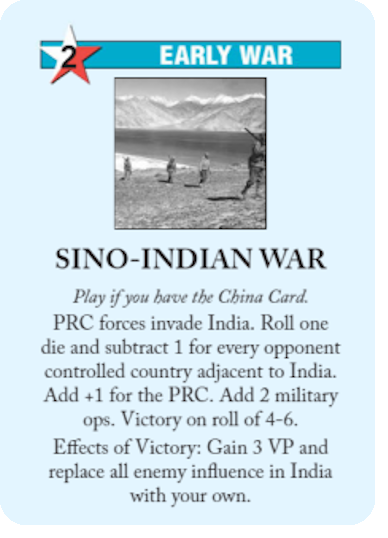 2
EARLY WAR
SINO-INDIAN WAR
Play if you have the China Card.
PRC forces invade India. Roll one
die and subtract 1 for every opponent
controlled country adjacent to India.
Add +1 for the PRC. Add 2 military
ops. Victory on roll of 4-6.
Effects of Victory: Gain 3 VP and
replace all enemy influence in India
with your own.